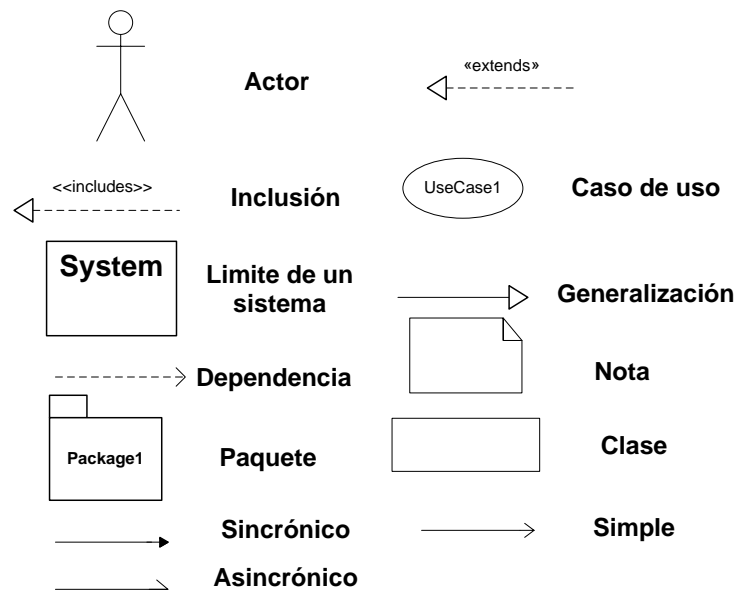 Actor
«extends»
<<includes>>
Inclusión
UseCase1
Caso de uso
System
Limite de un
sistema
Generalización
Dependencia
Nota
Package1
Paquete
Clase
Sincrónico
Simple
Asincrónico